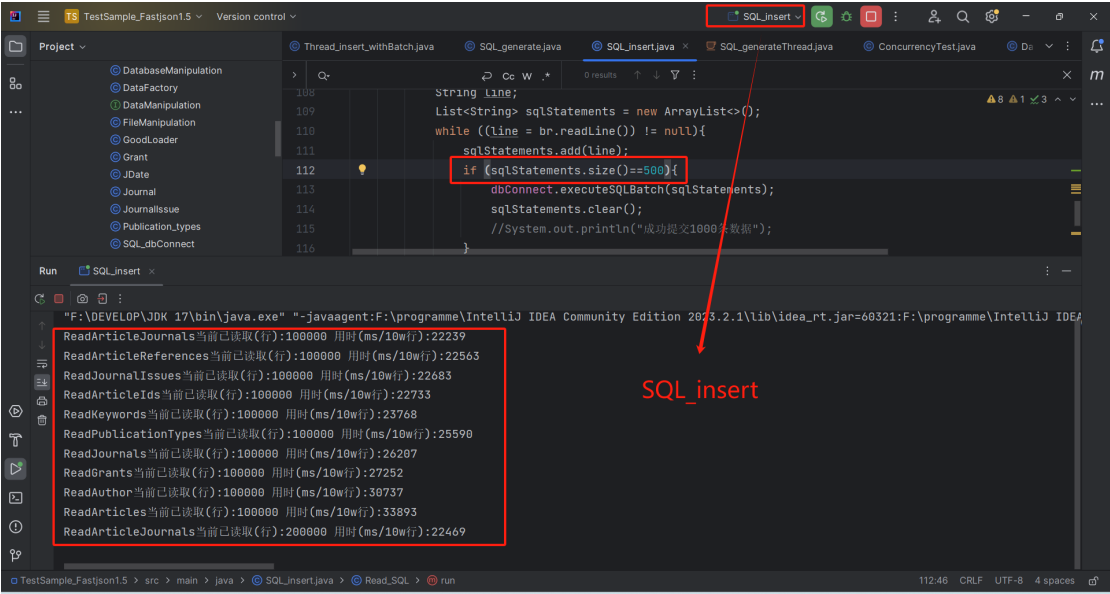 TS TestSample_Fastjson1.5 Version control SQL_insert
Project
Thread_insert_withBatch.java SQL_generate.java SQL_insert.java × SQL_generateThread.java ConcurrencyTest.java Da
Cc W .* 0 results
DatabaseManipulation
DataFactory
DataManipulation
FileManipulation
GoodLoader
Grant
JDate
Journal
JournalIssue
Publication_types
SQL_dbConnect
8 1 3
108 String line;
109 List<String> sqlStatements = new ArrayList<>();
110 while ((line = br.readLine()) != null){
111 sqlStatements.add(line);
112 if (sqlStatements.size()==500){
113 dbConnect.executeSQLBatch(sqlStatements);
114 sqlStatements.clear();
115 //System.out.println("成功提交1000条数据");
116 }
Run SQL_insert ×
"F:\DEVELOP\JDK 17\bin\java.exe" "-javaagent:F:\programme\IntelliJ IDEA Community Edition 2023.2.1\lib\idea_rt.jar=60321:F:\programme\IntelliJ IDEA
ReadArticleJournals当前已读取(行):100000 用时(ms/10w行):22239
ReadArticleReferences当前已读取(行):100000 用时(ms/10w行):22563
ReadJournalIssues当前已读取(行):100000 用时(ms/10w行):22683
ReadArticleIds当前已读取(行):100000 用时(ms/10w行):22733
ReadKeywords当前已读取(行):100000 用时(ms/10w行):23768
ReadPublicationTypes当前已读取(行):100000 用时(ms/10w行):25590
ReadJournals当前已读取(行):100000 用时(ms/10w行):26207
ReadGrants当前已读取(行):100000 用时(ms/10w行):27252
ReadAuthor当前已读取(行):100000 用时(ms/10w行):30737
ReadArticles当前已读取(行):100000 用时(ms/10w行):33893
ReadArticleJournals当前已读取(行):200000 用时(ms/10w行):22469
SQL_insert
TestSample_Fastjson1.5 > src > main > java > SQL_insert.java > Read_SQL > run 112:46 CRLF UTF-8 4 spaces